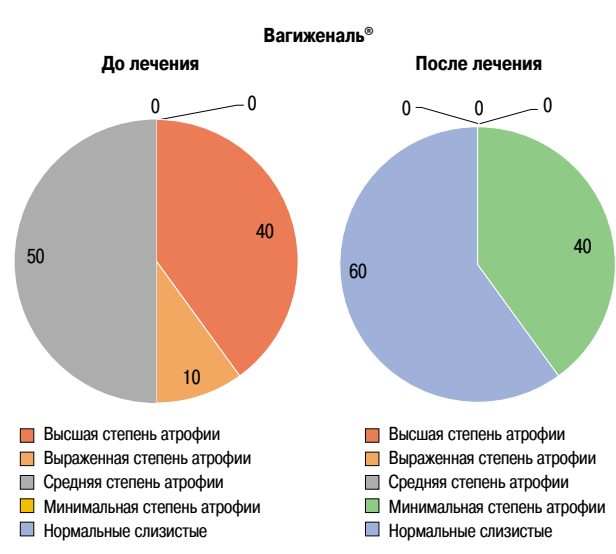 Вагиженаль®
До лечения
После лечения
0
0
40
10
50
0
0
0
40
60
Высшая степень атрофии
Выраженная степень атрофии
Средняя степень атрофии
Минимальная степень атрофии
Нормальные слизистые
Высшая степень атрофии
Выраженная степень атрофии
Средняя степень атрофии
Минимальная степень атрофии
Нормальные слизистые